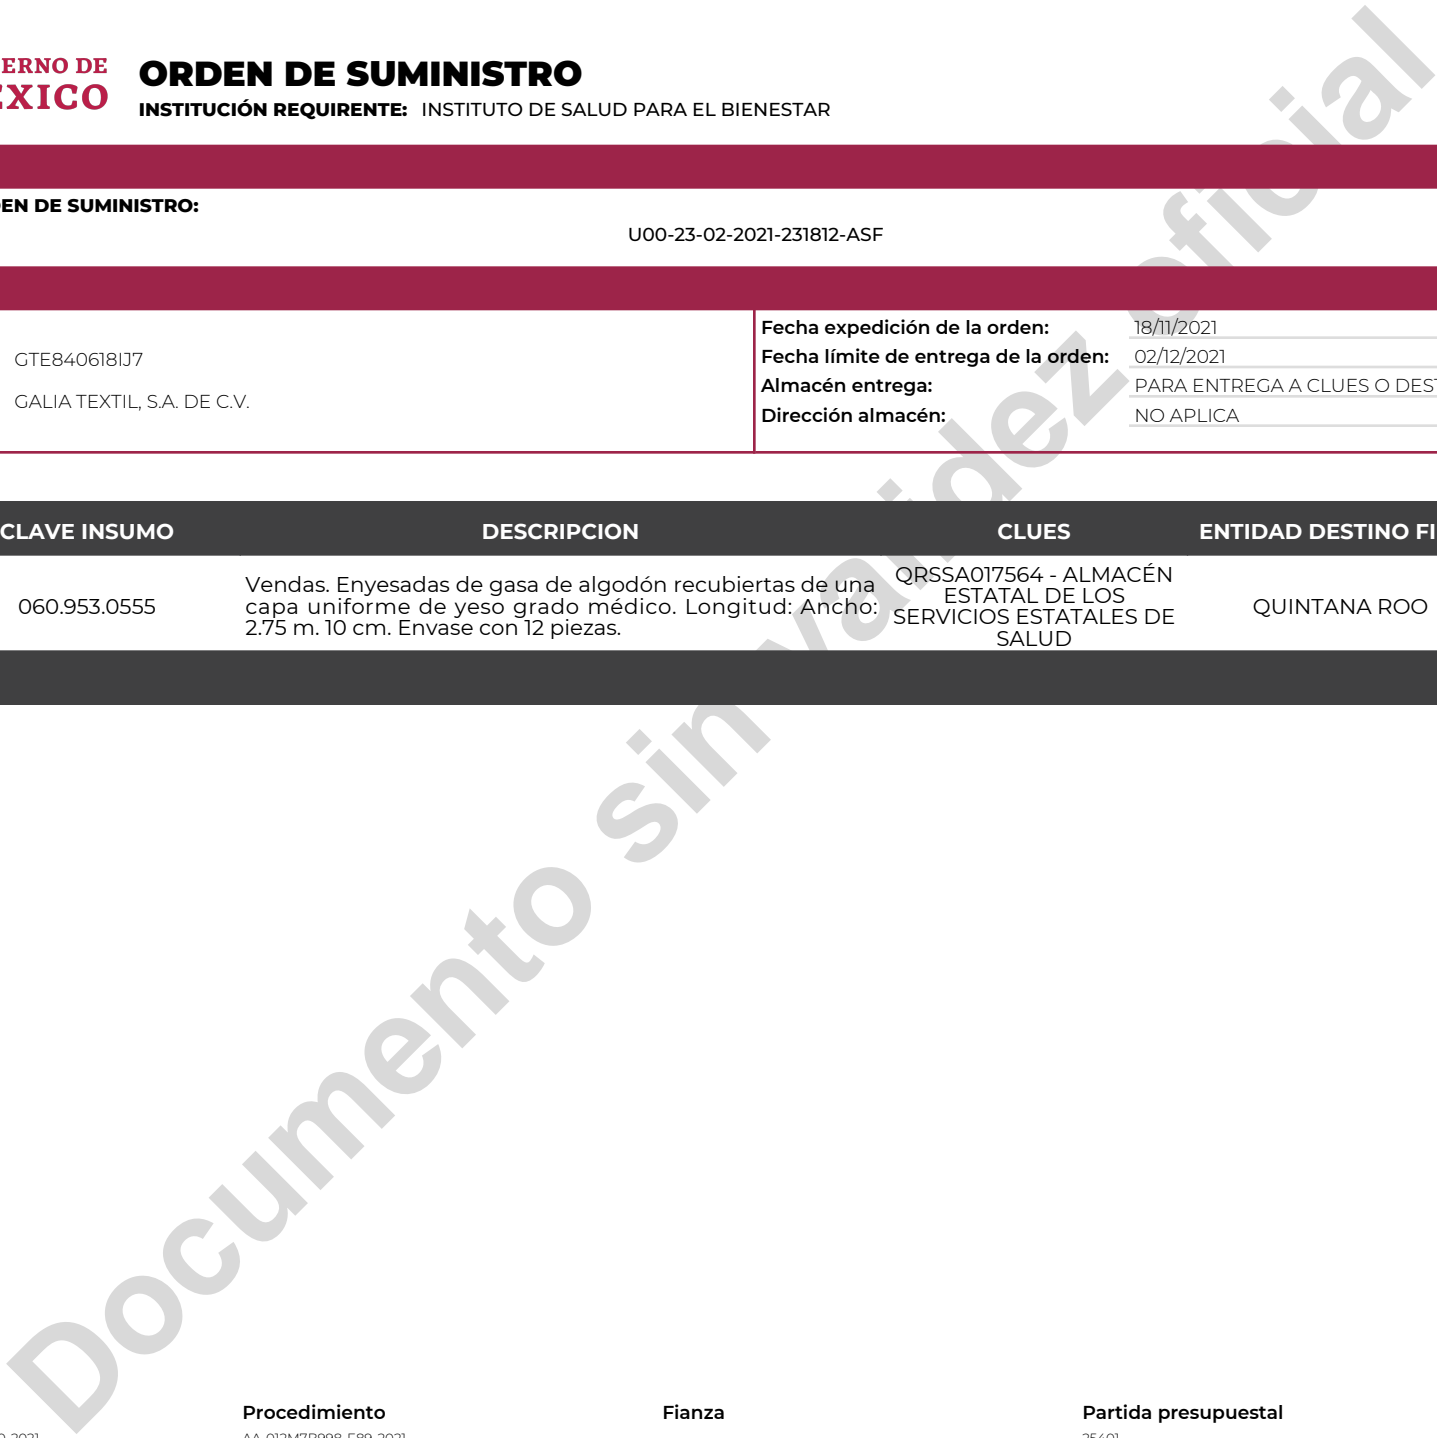 ERNO DE
EXICO
ORDEN DE SUMINISTRO
INSTITUCIÓN REQUIRENTE: INSTITUTO DE SALUD PARA EL BIENESTAR
EN DE SUMINISTRO:
U00-23-02-2021-231812-ASF
GTE840618IJ7
GALIA TEXTIL, S.A. DE C.V.
Fecha expedición de la orden: 18/11/2021
Fecha límite de entrega de la orden: 02/12/2021
Almacén entrega: PARA ENTREGA A CLUES O DEST
Dirección almacén: NO APLICA
CLAVE INSUMO DESCRIPCION CLUES ENTIDAD DESTINO FI
060.953.0555
Vendas. Enyesadas de gasa de algodón recubiertas de una
capa uniforme de yeso grado médico. Longitud: Ancho:
2.75 m. 10 cm. Envase con 12 piezas.
QRSSA017564 - ALMACÉN
ESTATAL DE LOS
SERVICIOS ESTATALES DE
SALUD
QUINTANA ROO
Documento sin validez oficial
Procedimiento Fianza Partida presupuestal